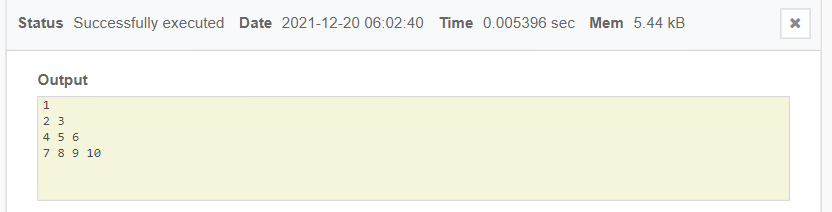 Status Successfully executed Date 2021-12-20 06:02:40 Time 0.005396 sec Mem 5.44 kB
Output
1
2 3
4 5 6
7 8 9 10